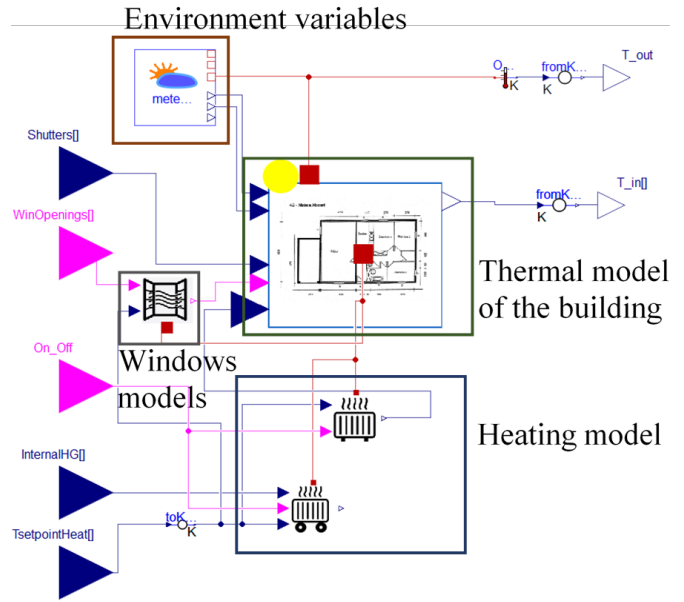 Environment variables
mete...
O...
K
fromK...
K
T_out
Shutters[]
WinOpenings[]
fromK...
K
T_in[]
Thermal model
of the building
Windows
models
On_Off
Heating model
InternalHG[]
TsetpointHeat[]
toK...
K